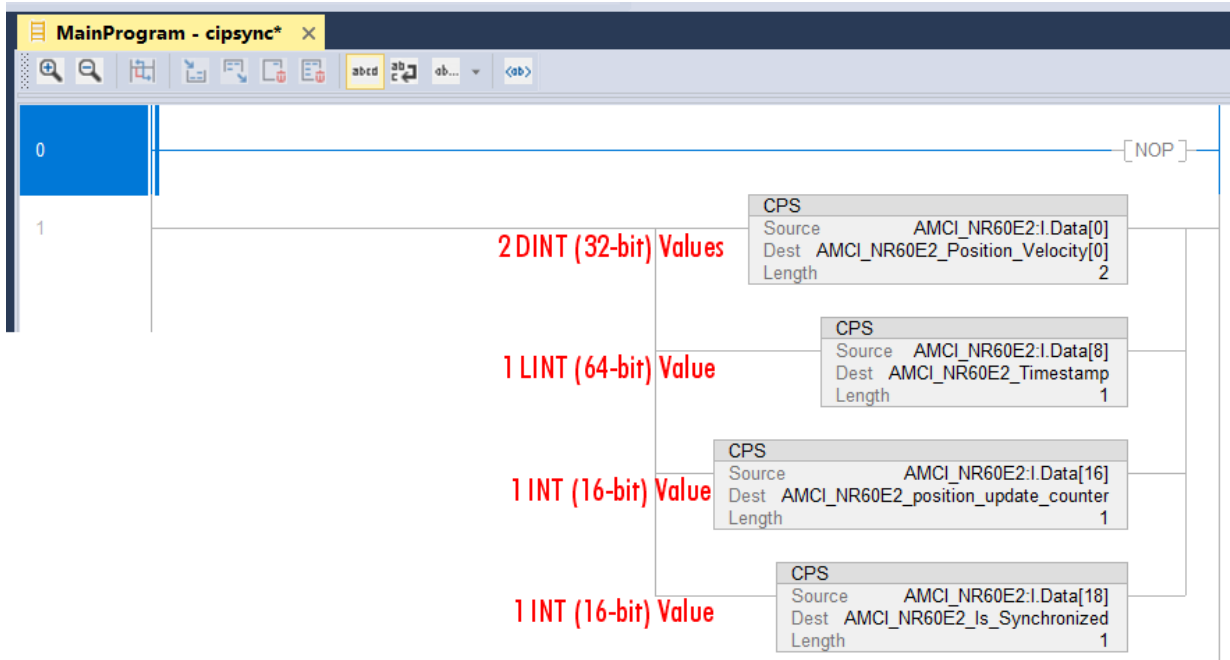 MainProgram - cipsync* ×
abcd ab c ab... <ab>
0
[NOP]
1
CPS
Source AMCI_NR60E2:I.Data[0]
Dest AMCI_NR60E2_Position_Velocity[0]
Length 2
2 DINT (32-bit) Values
CPS
Source AMCI_NR60E2:I.Data[8]
Dest AMCI_NR60E2_Timestamp
Length 1
1 LINT (64-bit) Value
CPS
Source AMCI_NR60E2:I.Data[16]
Dest AMCI_NR60E2_position_update_counter
Length 1
1 INT (16-bit) Value
CPS
Source AMCI_NR60E2:I.Data[18]
Dest AMCI_NR60E2_Is_Synchronized
Length 1
1 INT (16-bit) Value